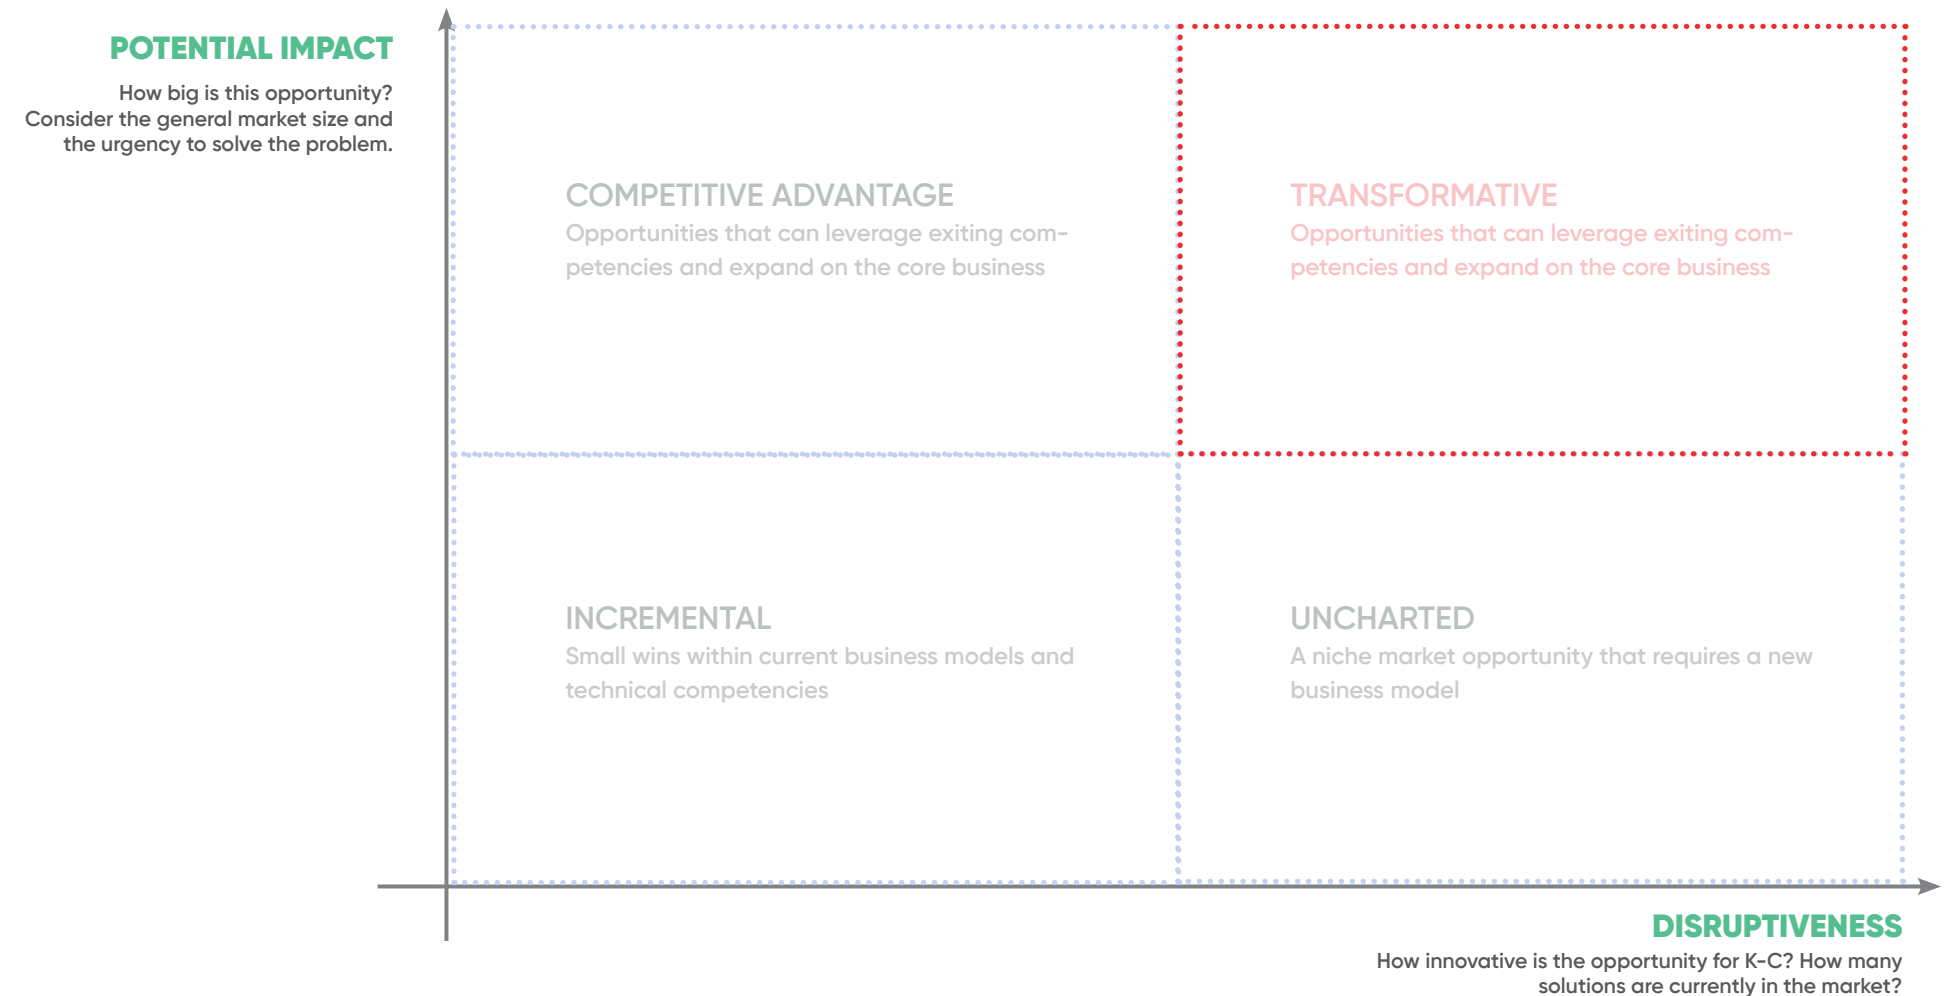 POTENTIAL IMPACT
How big is this opportunity?
Consider the general market size and
the urgency to solve the problem.
COMPETITIVE ADVANTAGE
Opportunities that can leverage exiting com-
petencies and expand on the core business
TRANSFORMATIVE
Opportunities that can leverage exiting com-
petencies and expand on the core business
INCREMENTAL
Small wins within current business models and
technical competencies
UNCHARTED
A niche market opportunity that requires a new
business model
DISRUPTIVENESS
How innovative is the opportunity for K-C? How many
solutions are currently in the market?